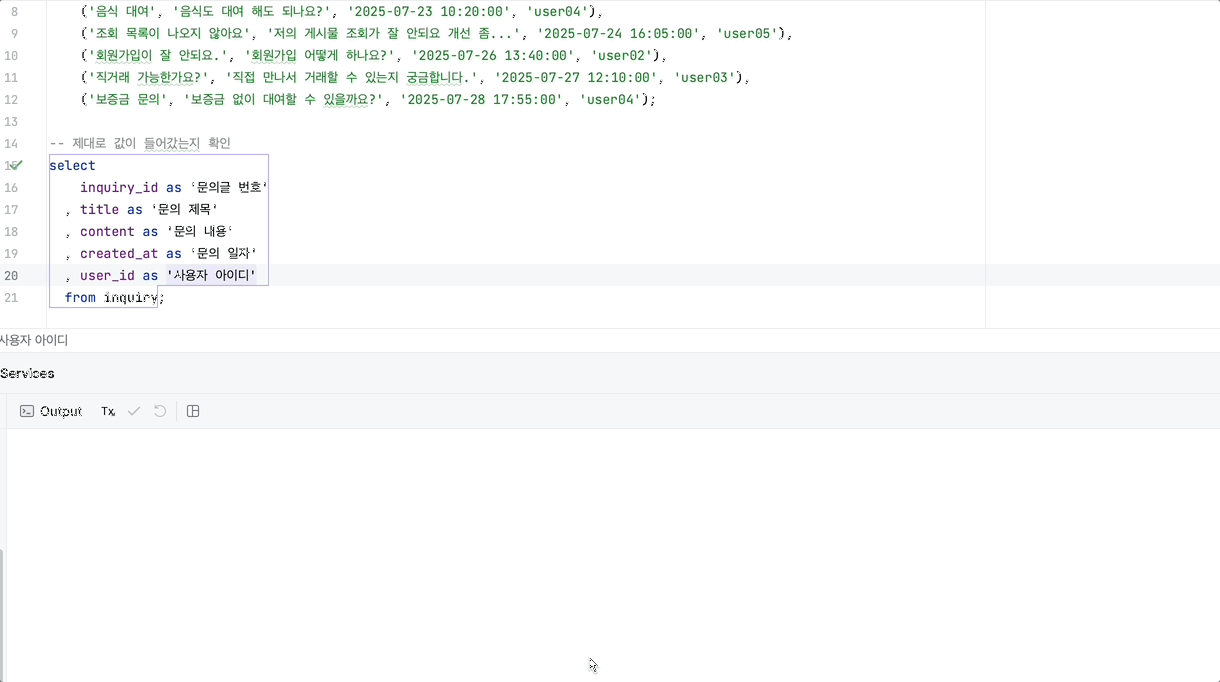 8 ('음식 대여', '음식도 대여 해도 되나요?', '2025-07-23 10:20:00', 'user04'),
9 ('조회 목록이 나오지 않아요', '저의 게시물 조회가 잘 안되요 개선 좀...', '2025-07-24 16:05:00', 'user05'),
10 ('회원가입이 잘 안되요.', '회원가입 어떻게 하나요?', '2025-07-26 13:40:00', 'user02'),
11 ('직거래 가능한가요?', '직접 만나서 거래할 수 있는지 궁금합니다.', '2025-07-27 12:10:00', 'user03'),
12 ('보증금 문의', '보증금 없이 대여할 수 있을까요?', '2025-07-28 17:55:00', 'user04');
13
14 -- 제대로 값이 들어갔는지 확인
15 select
16 inquiry_id as '문의글 번호'
17 , title as '문의 제목'
18 , content as '문의 내용'
19 , created_at as '문의 일자'
20 , user_id as '사용자 아이디'
21 from inquiry;
사용자 아이디
Services
Output Tx